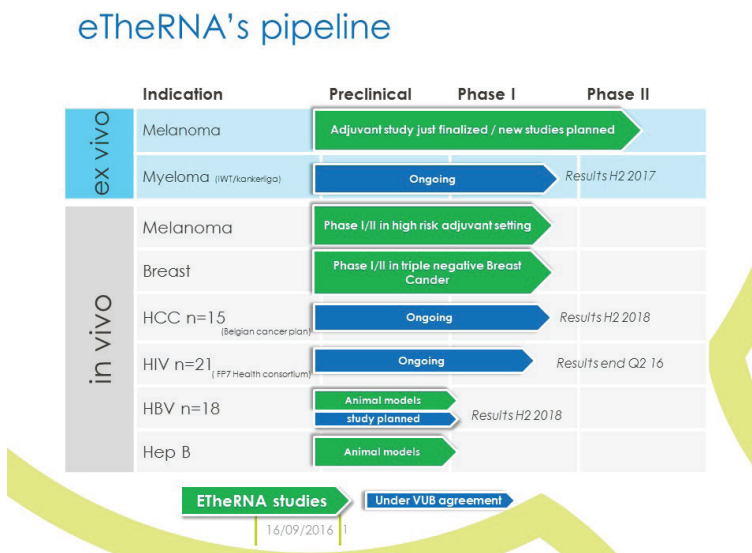 eTheRNA's pipeline
Indication Preclinical Phase I Phase II
ex vivo
Melanoma Adjuvant study just finalized / new studies planned
Myeloma (IWT/kankerliga) Ongoing Results H2 2017
in vivo
Melanoma Phase I/II in high risk adjuvant setting
Breast Phase I/II in triple negative Breast
Cander
HCC n=15 Ongoing Results H2 2018
(Belgian cancer plan)
HIV n=21 ( FP7 Health consortium) Ongoing Results end Q2 16
HBV n=18 Animal models
study planned Results H2 2018
Hep B Animal models
ETheRNA studies Under VUB agreement
16/09/2016 1